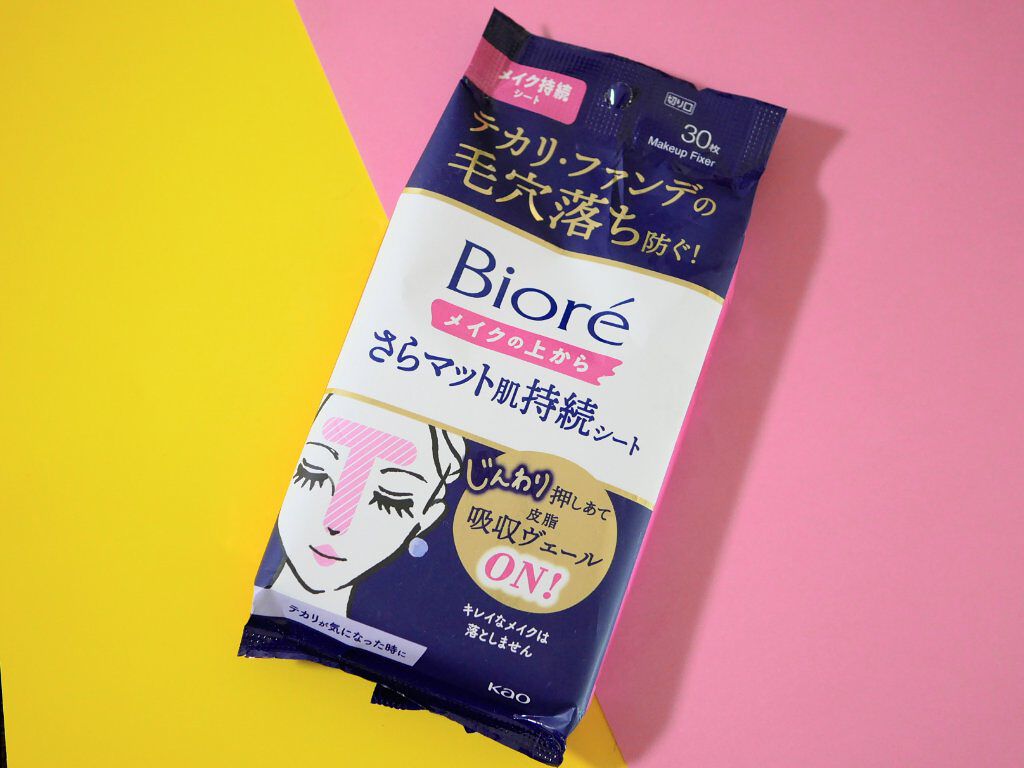 メイク持続
シート
切り口
30枚
Makeup Fixer
テカリ・ファンデの
毛穴落ち防ぐ!
Bioré
メイクの上から
さらマット肌持続シート
じんわり押しあて
皮脂
吸収ヴェール
ON!
キレイなメイクは
落としません
テカリが気になった時に
Kao